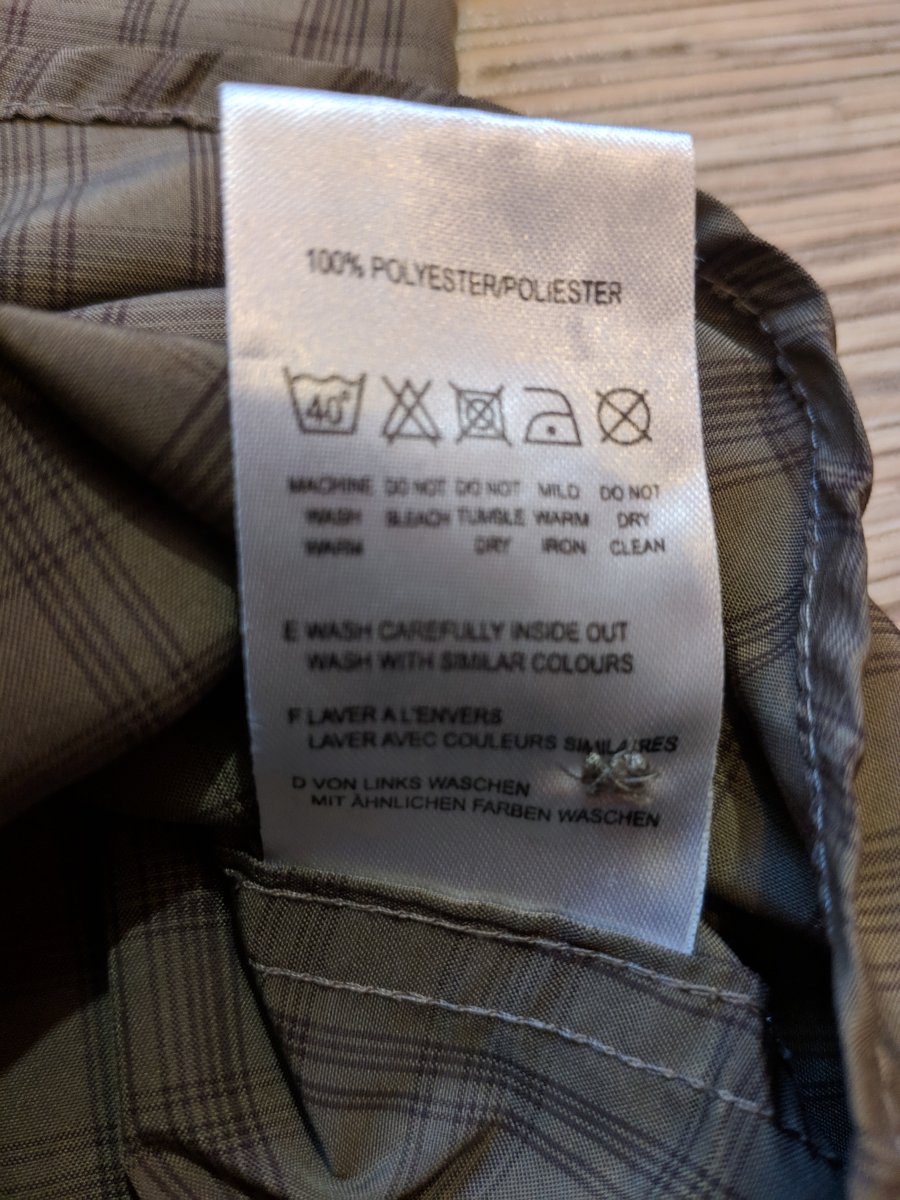 100% POLYESTER/POLIESTER
40°
MACHINE DO NOT DO NOT MILD DO NOT
WASH BLEACH TUMBLE WARM DRY
WARM DRY IRON CLEAN
E WASH CAREFULLY INSIDE OUT
WASH WITH SIMILAR COLOURS
F LAVER A L'ENVERS
LAVER AVEC COULEURS SIMILAIRES
D VON LINKS WASCHEN
MIT ÄHNLICHEN FARBEN WASCHEN